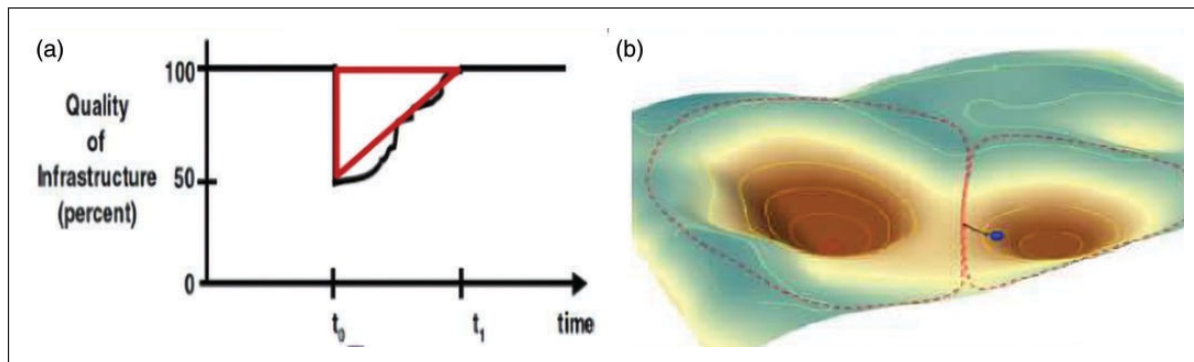 (a)
100
Quality
of
Infrastructure
(percent)
50
0
t₀
t₁
time
(b)